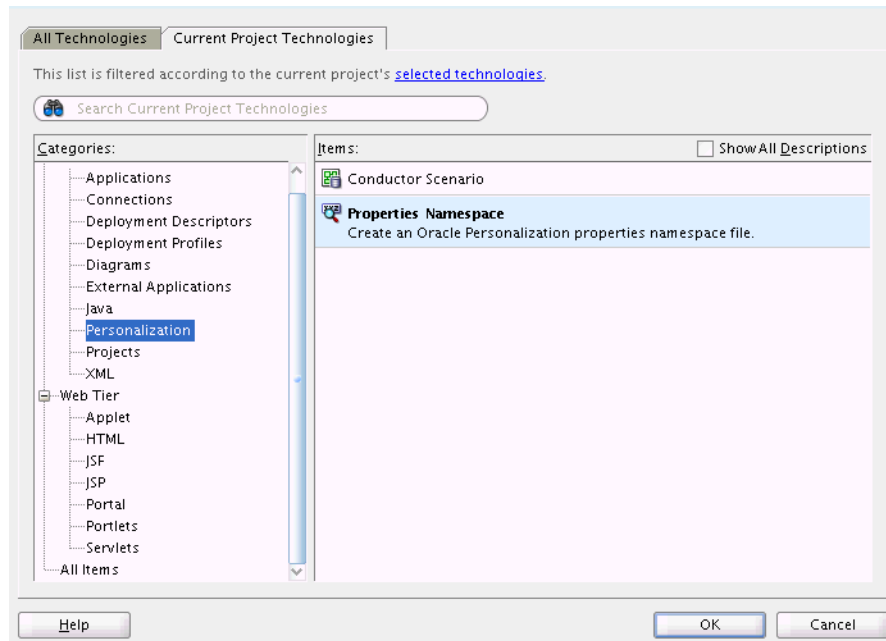 All Technologies
Current Project Technologies
This list is filtered according to the current project's selected technologies.
Search Current Project Technologies
Categories:
Applications
Connections
Deployment Descriptors
Deployment Profiles
Diagrams
External Applications
Java
Personalization
Projects
XML
Web Tier
Applet
HTML
JSF
JSP
Portal
Portlets
Servlets
All Items
Items:
Show All Descriptions
Conductor Scenario
Properties Namespace
Create an Oracle Personalization properties namespace file.
Help
OK
Cancel